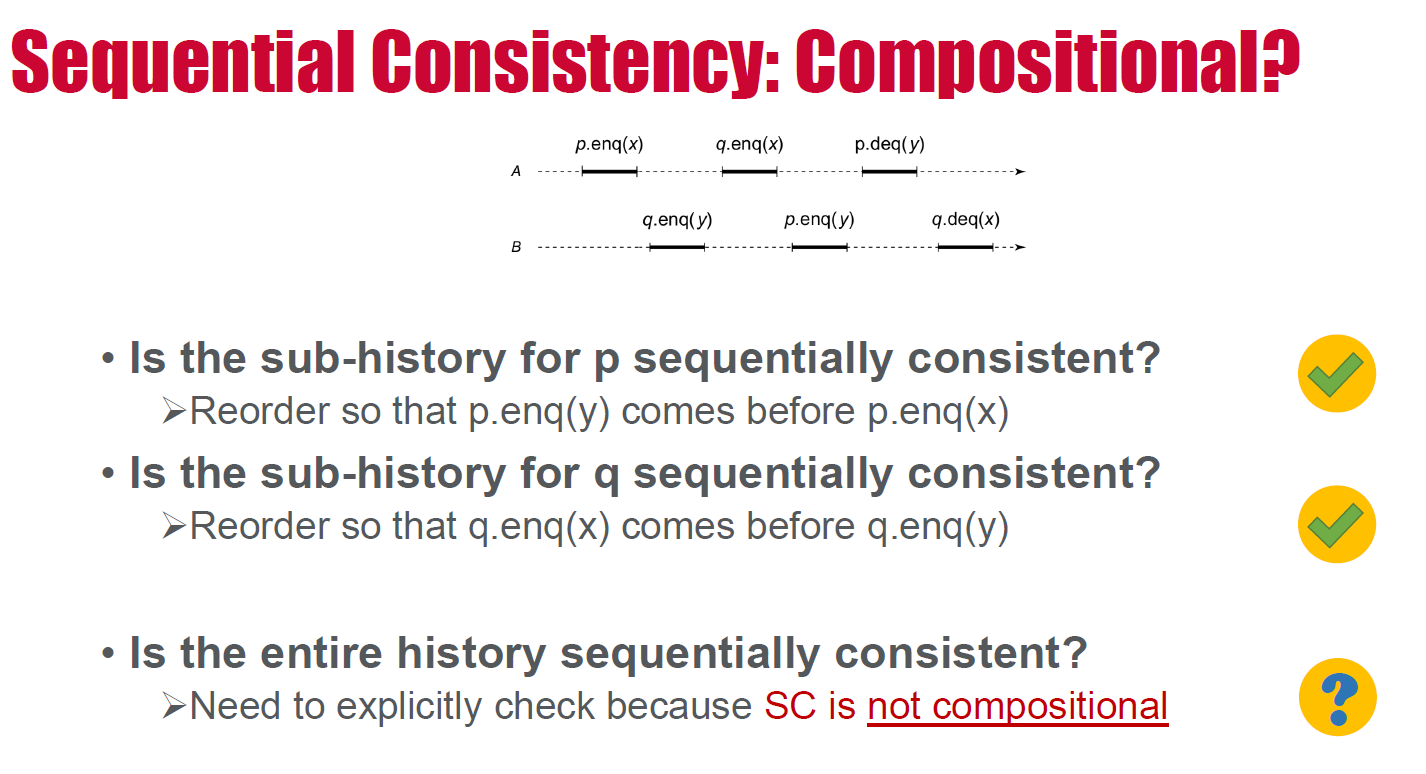 Sequential Consistency: Compositional?
p.enq(x) q.enq(x) p.deq(y)
A
q.enq(y) p.enq(y) q.deq(x)
B
• Is the sub-history for p sequentially consistent?
➢Reorder so that p.enq(y) comes before p.enq(x)
• Is the sub-history for q sequentially consistent?
➢Reorder so that q.enq(x) comes before q.enq(y)
• Is the entire history sequentially consistent?
➢Need to explicitly check because SC is not compositional
?